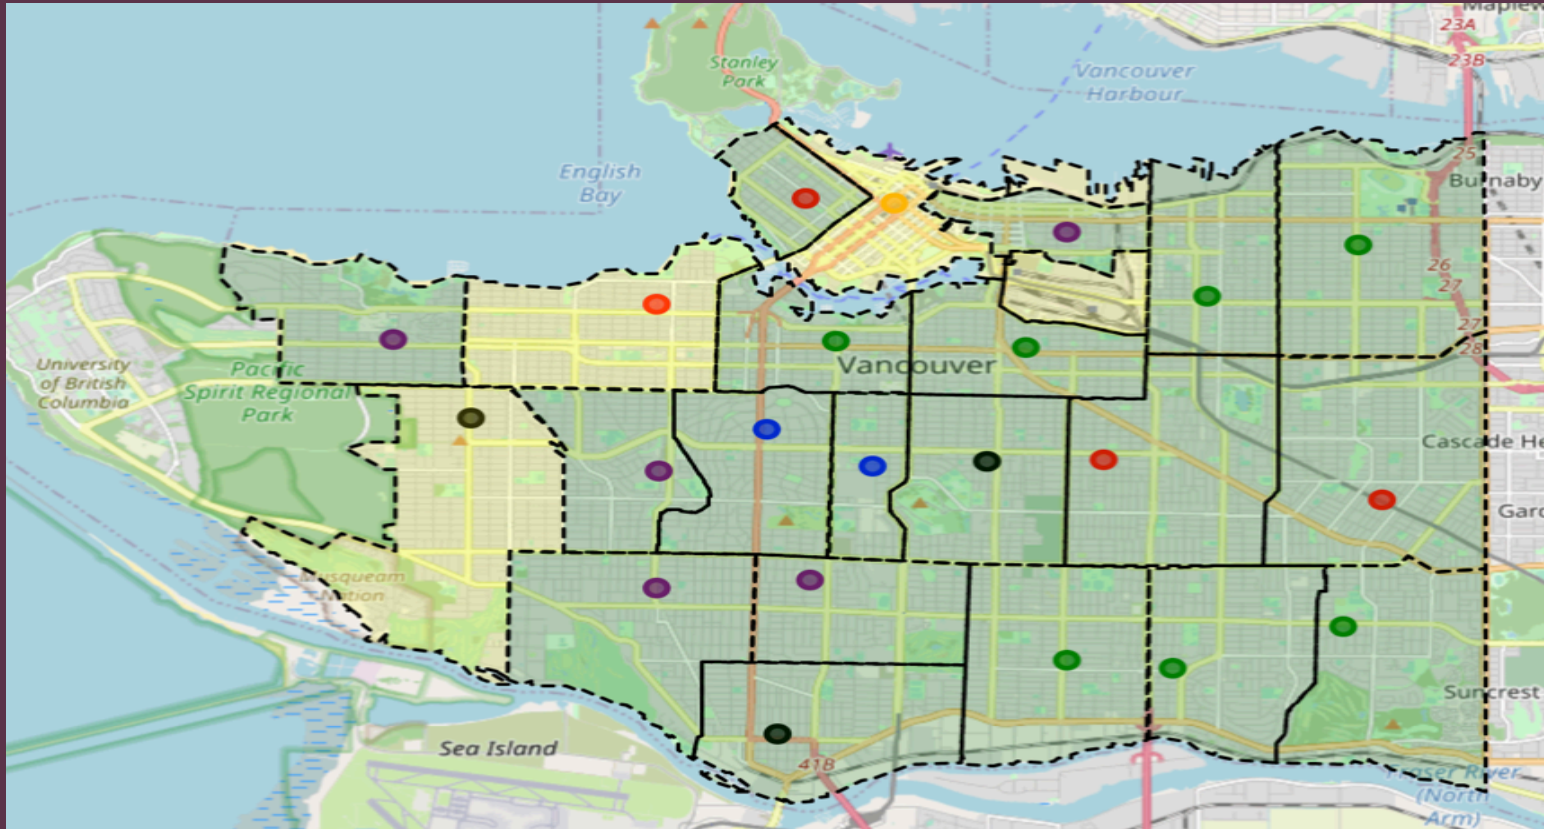 Maplew
23A
23B
Stanley
Park
Vancouver
Harbour
English
Bay
25
Burnaby
26
27
27
28
University
of British
Columbia
Pacific
Spirit Regional
Park
Vancouver
Cascade He
Gard
Musqueam
Nation
Suncrest
Sea Island
41B
Fraser River
(North
Arm)